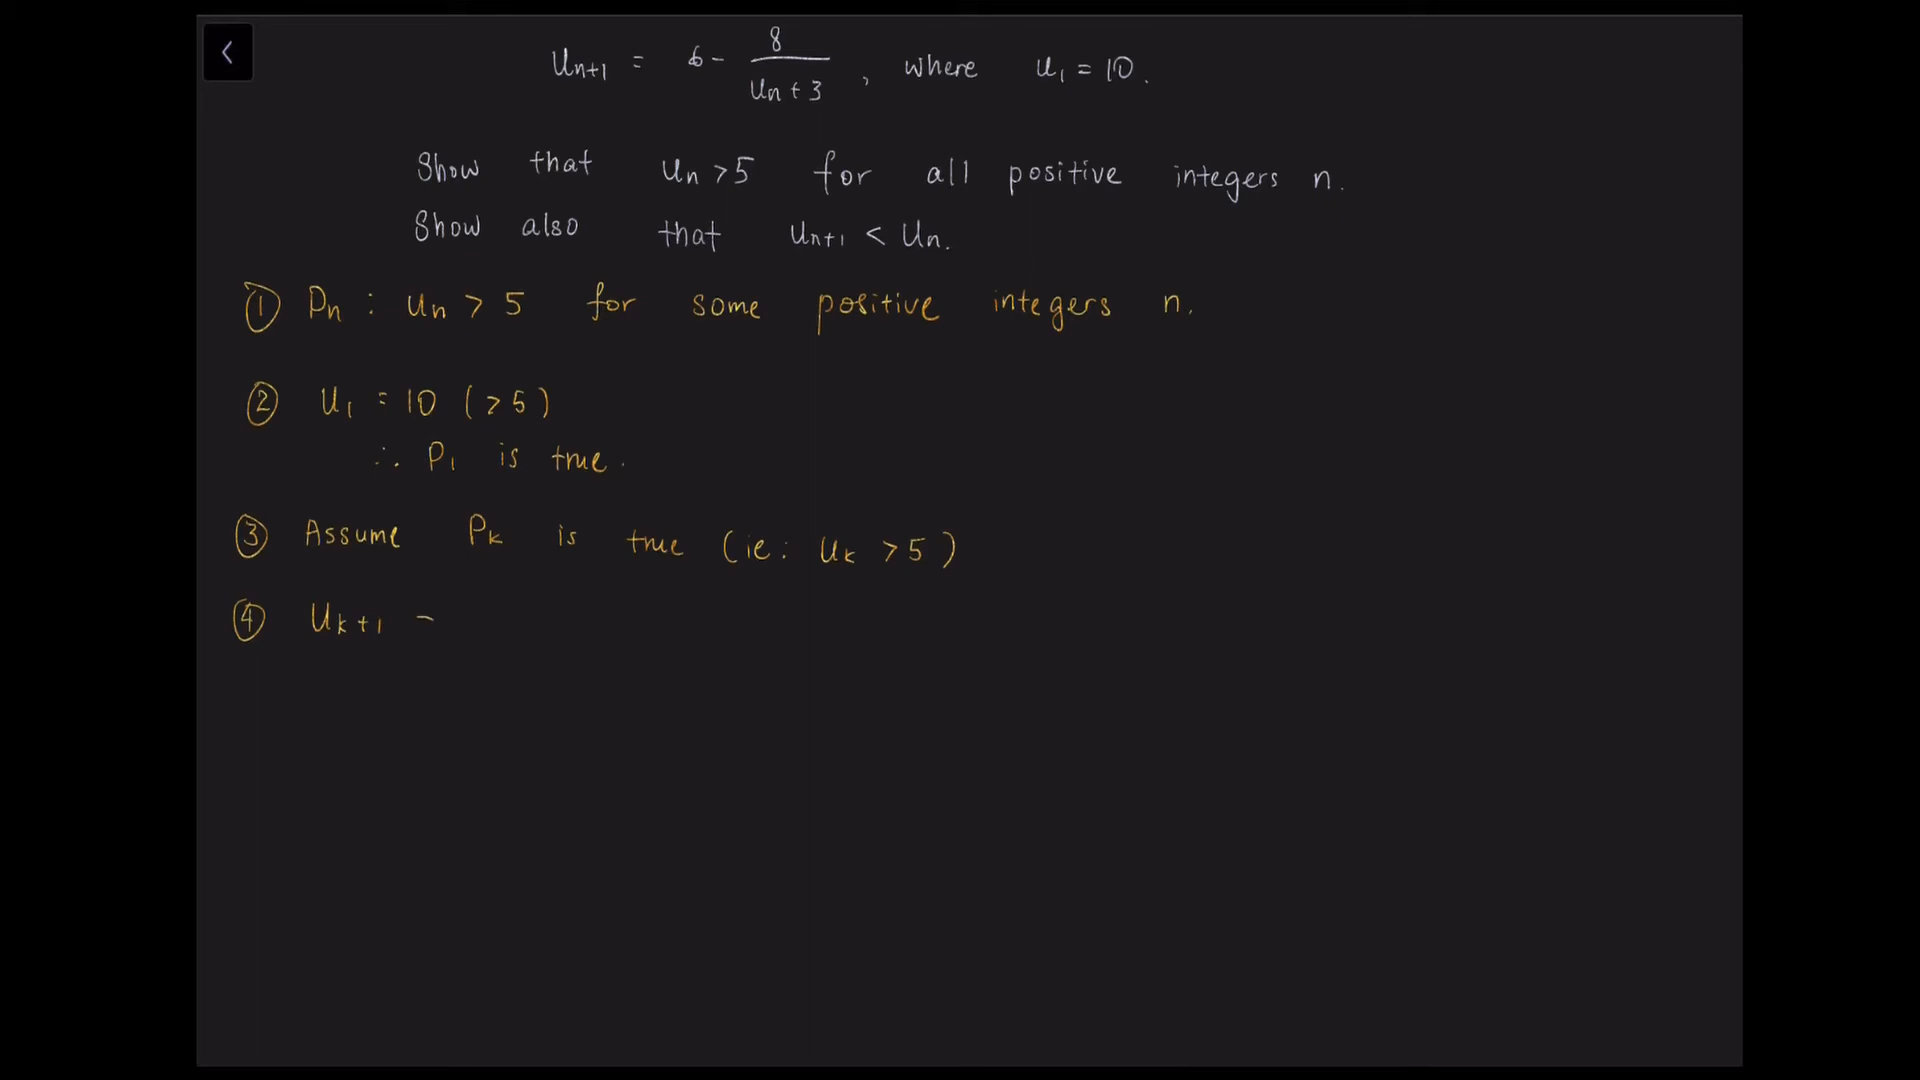 Un+1 = 6 - 8/(Un + 3), where u1 = 10.
Show that un > 5 for all positive integers n.
Show also that un+1 < un.
① Pn : un > 5 for some positive integers n.
② u1 = 10 (> 5)
∴ P1 is true.
③ Assume Pk is true (ie: uk > 5)
④ uk+1 -